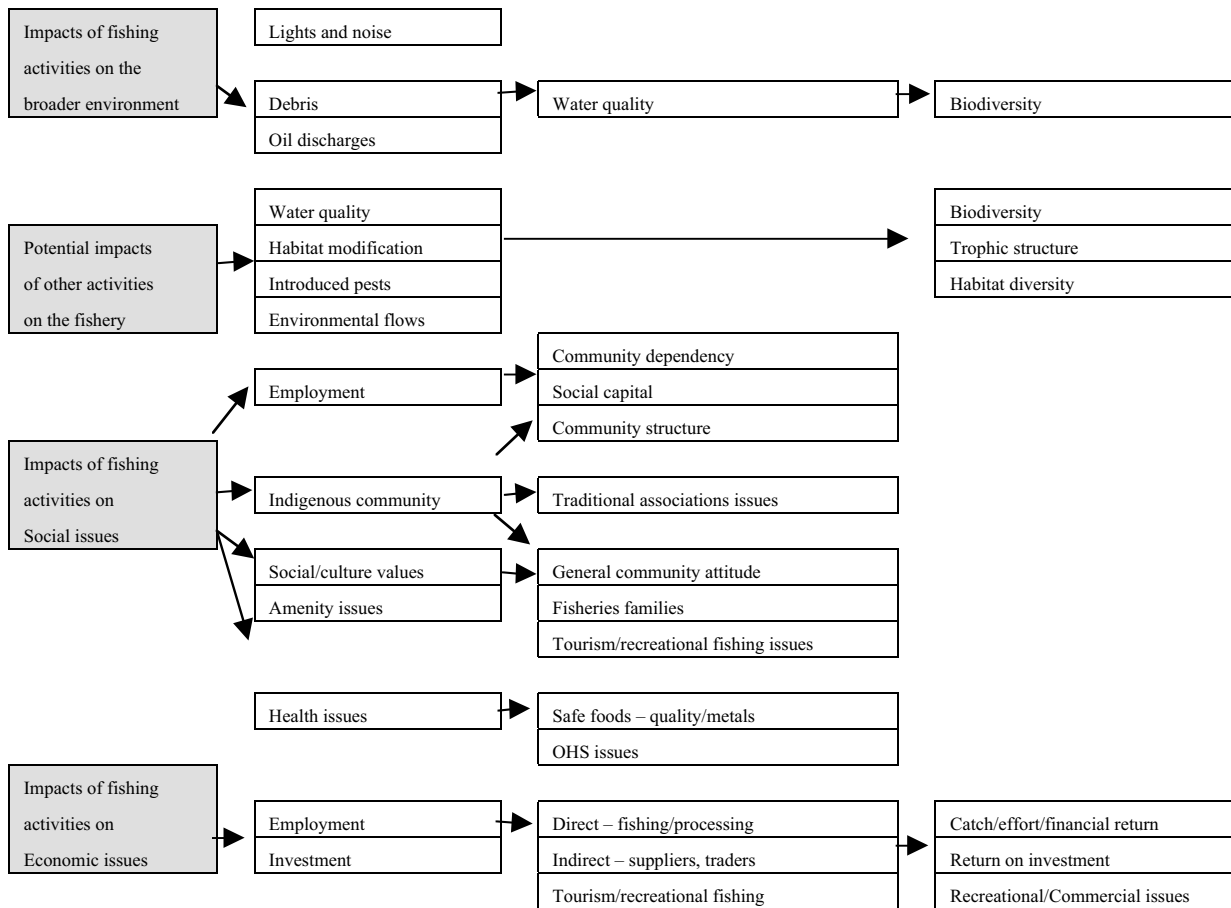 Impacts of fishing
activities on the
broader environment
Lights and noise
Debris
Oil discharges
Water quality
Biodiversity
Potential impacts
of other activities
on the fishery
Water quality
Habitat modification
Introduced pests
Environmental flows
Biodiversity
Trophic structure
Habitat diversity
Impacts of fishing
activities on
Social issues
Employment
Community dependency
Social capital
Community structure
Indigenous community
Traditional associations issues
Social/culture values
Amenity issues
General community attitude
Fisheries families
Tourism/recreational fishing issues
Health issues
Safe foods – quality/metals
OHS issues
Impacts of fishing
activities on
Economic issues
Employment
Investment
Direct – fishing/processing
Indirect – suppliers, traders
Tourism/recreational fishing
Catch/effort/financial return
Return on investment
Recreational/Commercial issues